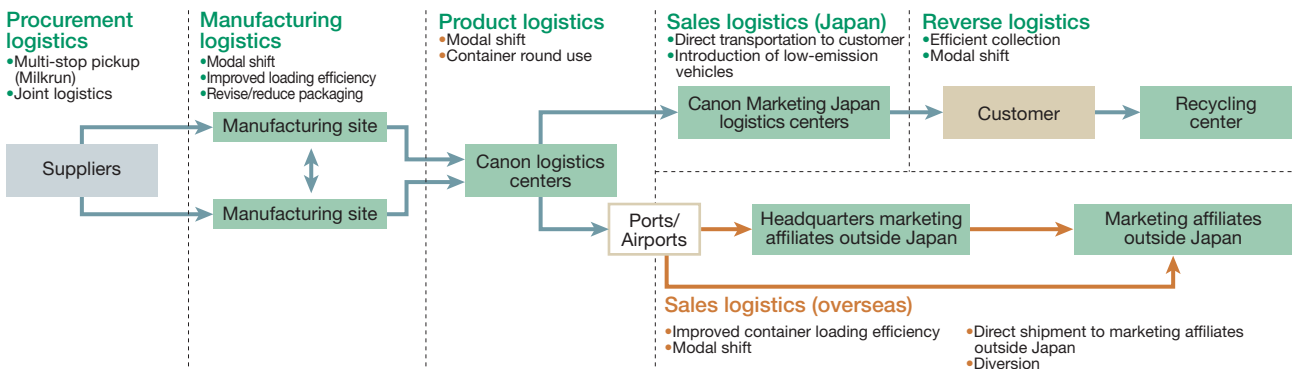 Procurement
logistics
•Multi-stop pickup
(Milkrun)
•Joint logistics
Manufacturing
logistics
•Modal shift
•Improved loading efficiency
•Revise/reduce packaging
Product logistics
•Modal shift
•Container round use
Sales logistics (Japan)
•Direct transportation to customer
•Introduction of low-emission
vehicles
Reverse logistics
•Efficient collection
•Modal shift
Suppliers
Manufacturing site
Manufacturing site
Canon logistics
centers
Canon Marketing Japan
logistics centers
Customer
Recycling
center
Ports/
Airports
Headquarters marketing
affiliates outside Japan
Marketing affiliates
outside Japan
Sales logistics (overseas)
•Improved container loading efficiency
•Modal shift
•Direct shipment to marketing affiliates
outside Japan
•Diversion